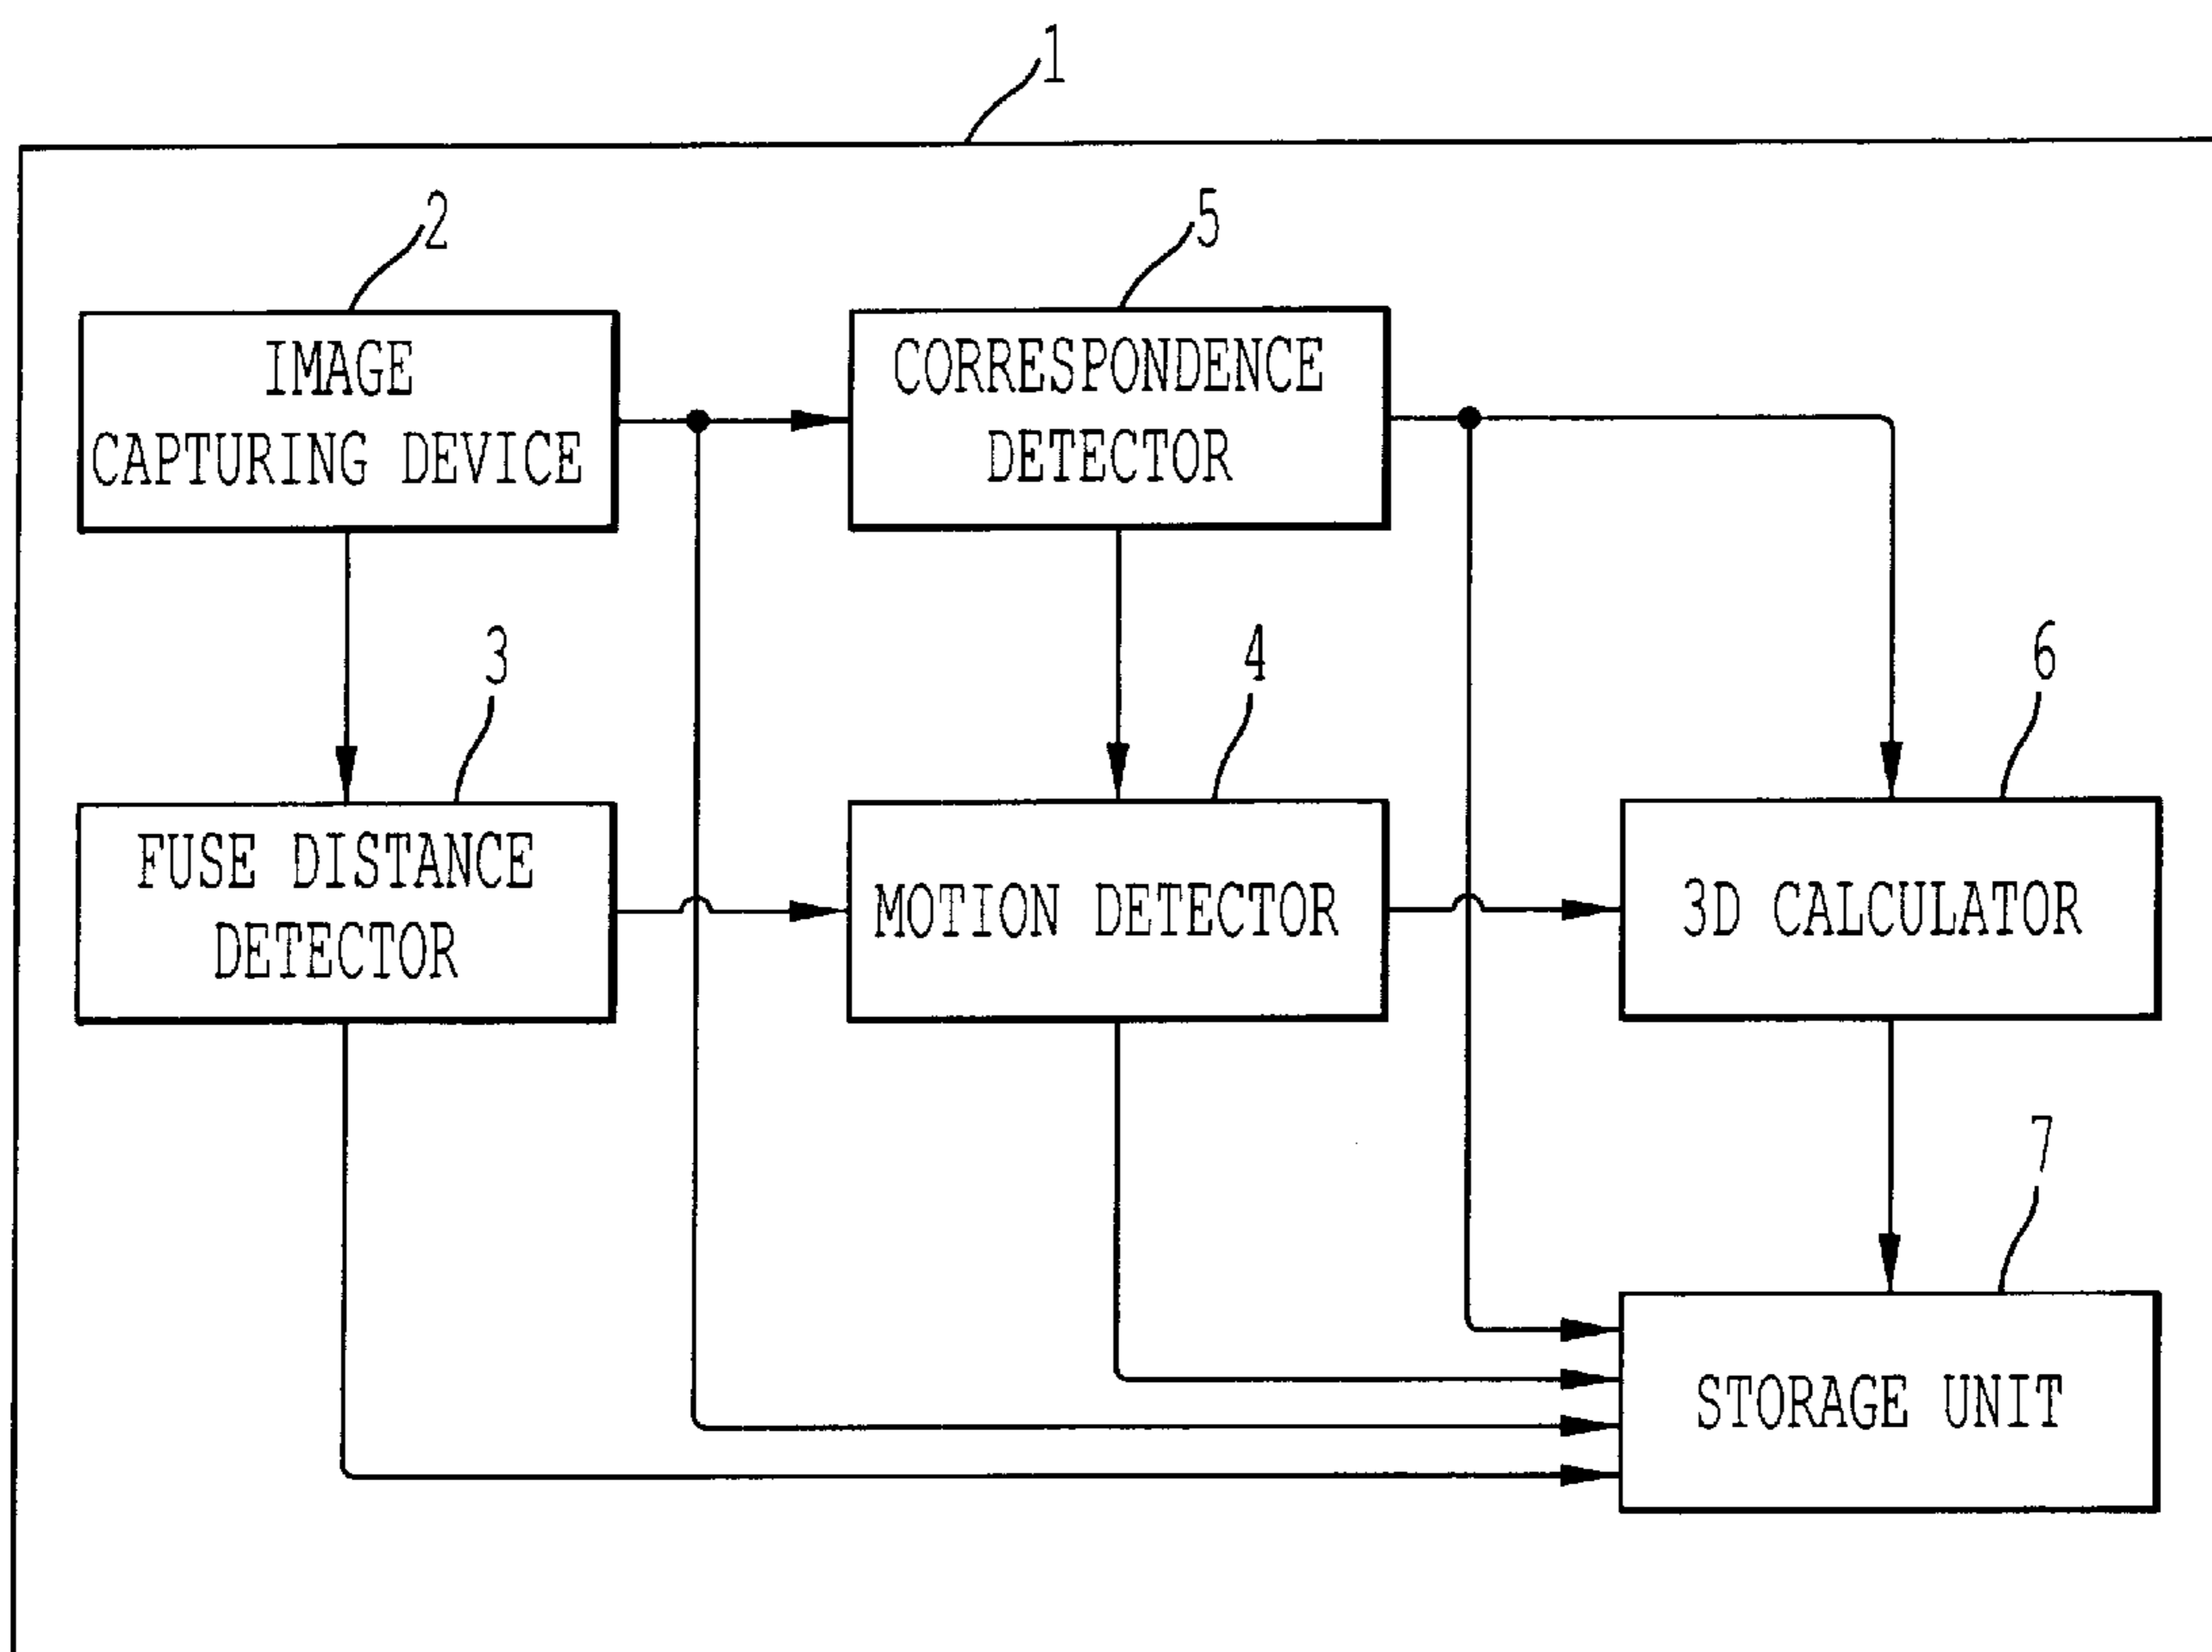 1
2
5
IMAGE
CAPTURING DEVICE
CORRESPONDENCE
DETECTOR
3
4
6
FUSE DISTANCE
DETECTOR
MOTION DETECTOR
3D CALCULATOR
7
STORAGE UNIT